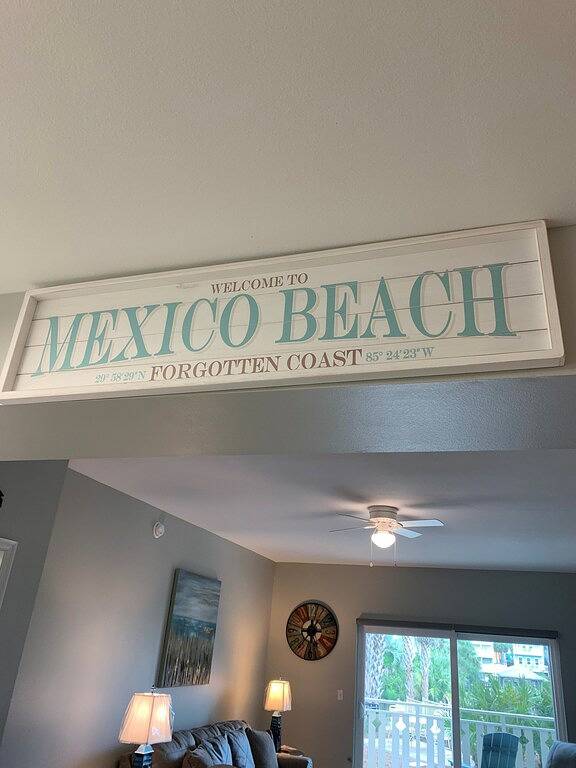 WELCOME TO
MEXICO BEACH
29° 58'29"N FORGOTTEN COAST 85° 24'23" W